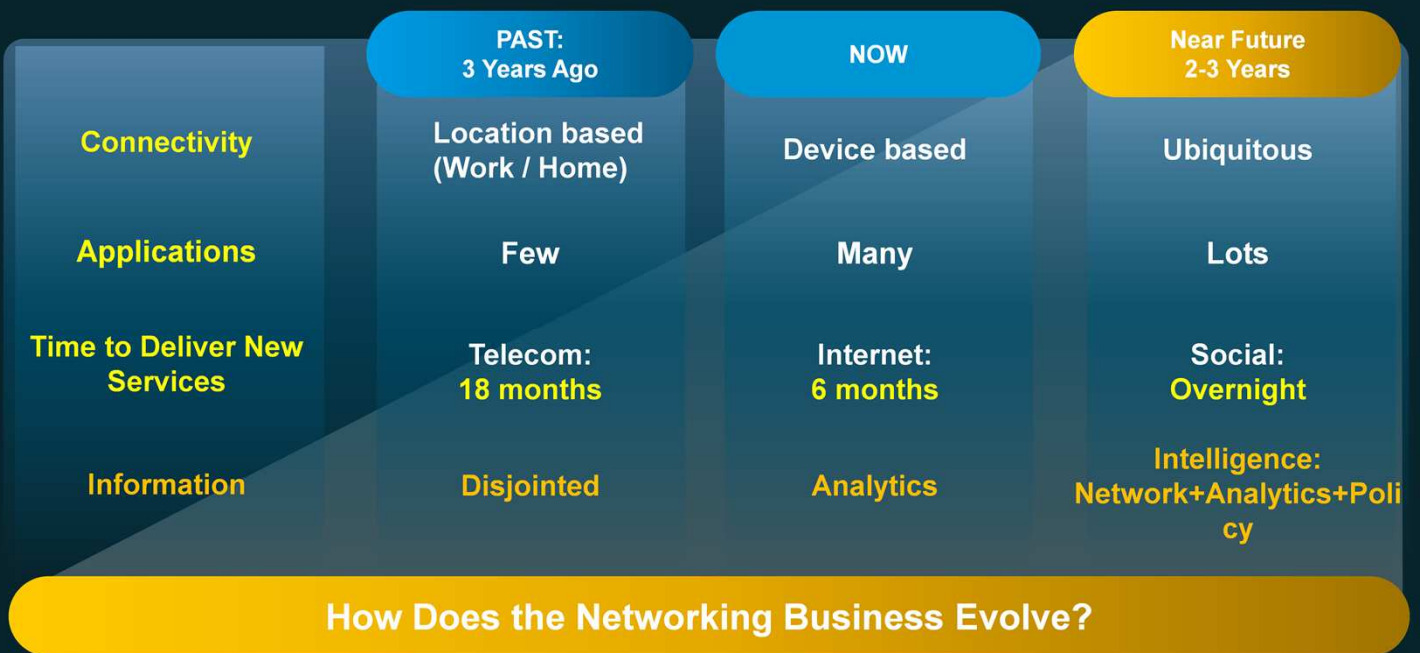 PAST:
3 Years Ago
NOW
Near Future
2-3 Years
Connectivity
Location based
(Work / Home)
Device based
Ubiquitous
Applications
Few
Many
Lots
Time to Deliver New
Services
Telecom:
18 months
Internet:
6 months
Social:
Overnight
Information
Disjointed
Analytics
Intelligence:
Network+Analytics+Poli
cy
How Does the Networking Business Evolve?